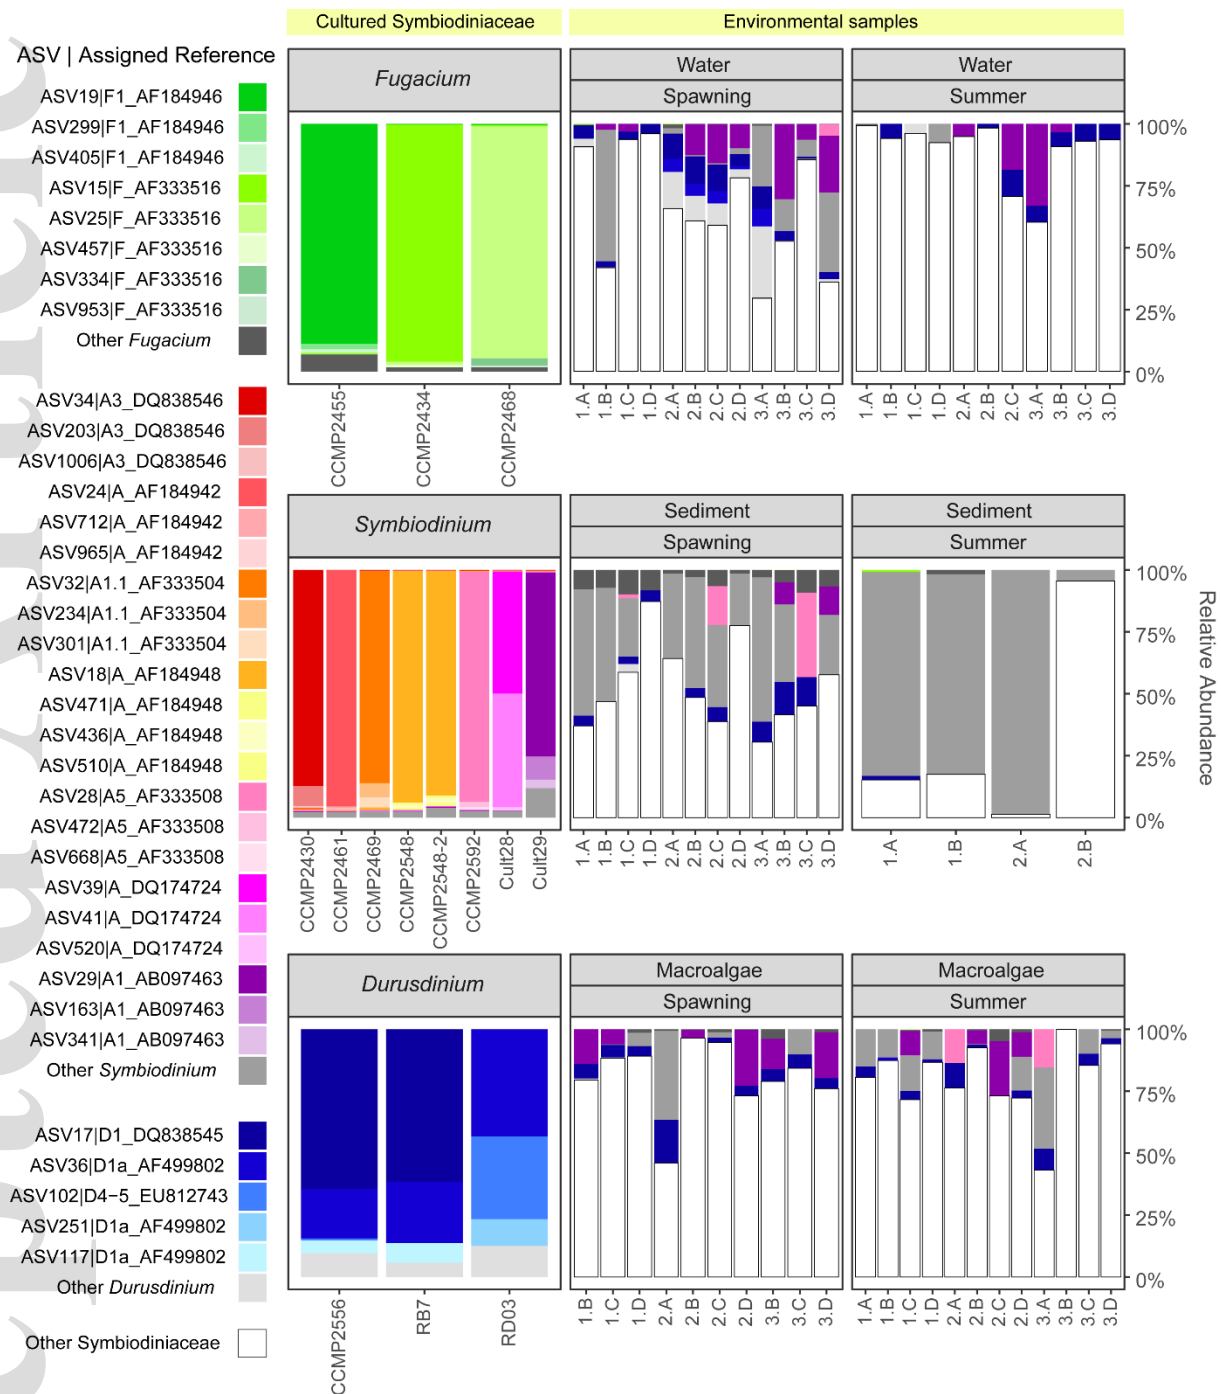 Cultured Symbiodiniaceae
Environmental samples
ASV | Assigned Reference
ASV19|F1_AF184946
ASV299|F1_AF184946
ASV405|F1_AF184946
ASV15|F_AF333516
ASV25|F_AF333516
ASV457|F_AF333516
ASV334|F_AF333516
ASV953|F_AF333516
Other Fugacium
ASV34|A3_DQ838546
ASV203|A3_DQ838546
ASV1006|A3_DQ838546
ASV24|A_AF184942
ASV712|A_AF184942
ASV965|A_AF184942
ASV32|A1.1_AF333504
ASV234|A1.1_AF333504
ASV301|A1.1_AF333504
ASV18|A_AF184948
ASV471|A_AF184948
ASV436|A_AF184948
ASV510|A_AF184948
ASV28|A5_AF333508
ASV472|A5_AF333508
ASV668|A5_AF333508
ASV39|A_DQ174724
ASV41|A_DQ174724
ASV520|A_DQ174724
ASV29|A1_AB097463
ASV163|A1_AB097463
ASV341|A1_AB097463
Other Symbiodinium
ASV17|D1_DQ838545
ASV36|D1a_AF499802
ASV102|D4−5_EU812743
ASV251|D1a_AF499802
ASV117|D1a_AF499802
Other Durusdinium
Other Symbiodiniaceae
Fugacium
CCMP2455
CCMP2434
CCMP2468
Water
Spawning
1.A
1.B
1.C
1.D
2.A
2.B
2.C
2.D
3.A
3.B
3.C
3.D
Water
Summer
1.A
1.B
1.C
1.D
2.A
2.B
2.C
3.A
3.B
3.C
3.D
100%
75%
50%
25%
0%
Symbiodinium
CCMP2430
CCMP2461
CCMP2469
CCMP2548
CCMP2548-2
CCMP2592
Cult28
Cult29
Sediment
Spawning
1.A
1.B
1.C
1.D
2.A
2.B
2.C
2.D
3.A
3.B
3.C
3.D
Sediment
Summer
1.A
1.B
2.A
2.B
100%
75%
50%
25%
0%
Relative Abundance
Durusdinium
CCMP2556
RB7
RD03
Macroalgae
Spawning
1.B
1.C
1.D
2.A
2.B
2.C
2.D
3.B
3.C
3.D
Macroalgae
Summer
1.A
1.B
1.C
1.D
2.A
2.B
2.C
2.D
3.A
3.B
3.C
3.D
100%
75%
50%
25%
0%